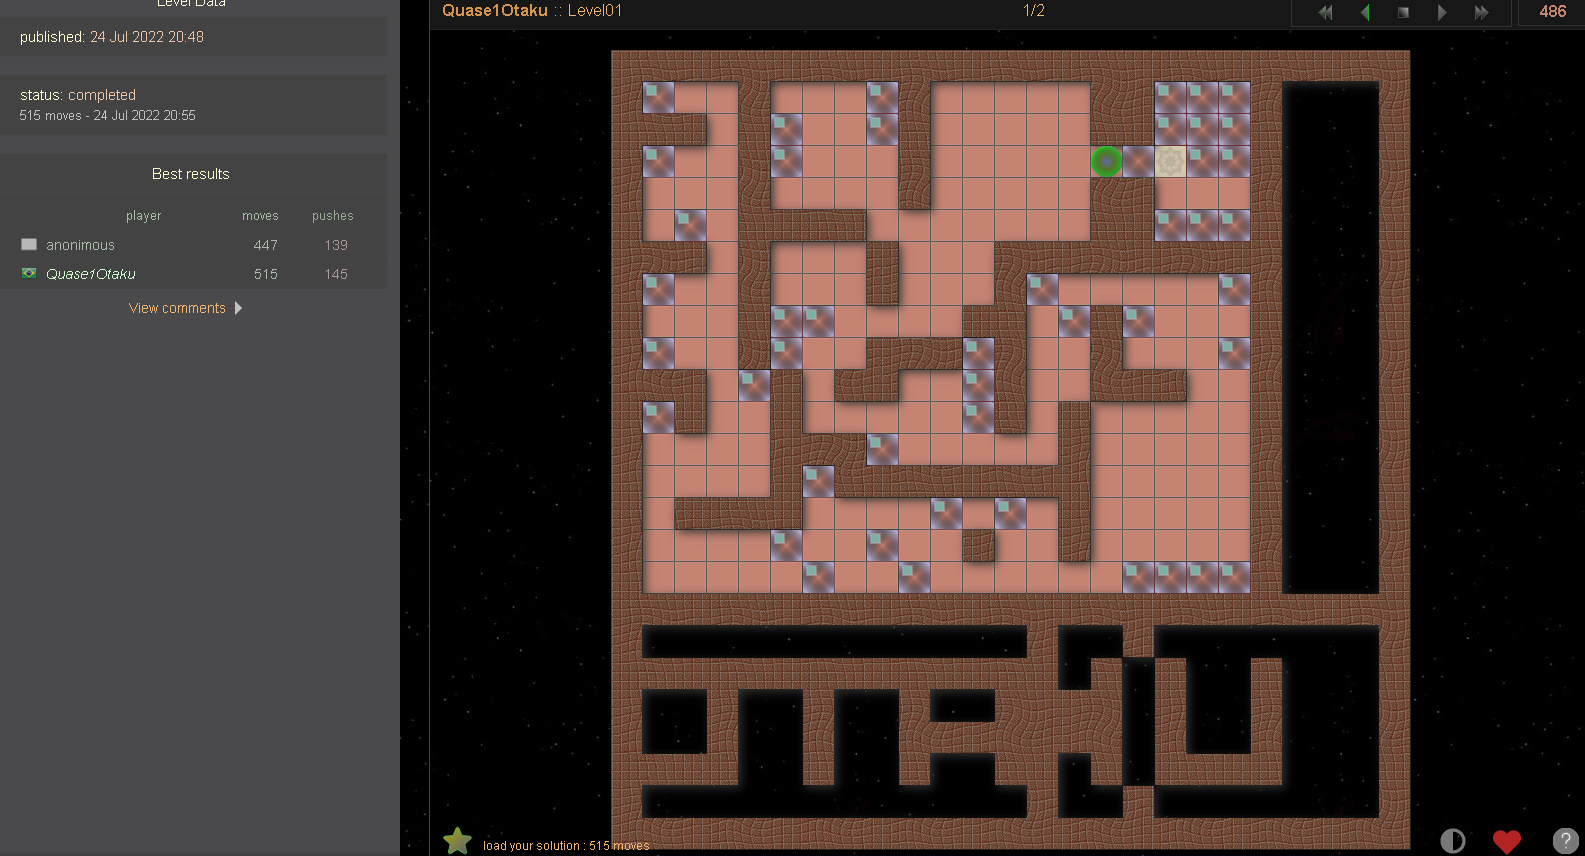 Level Data
published: 24 Jul 2022 20:48
status: completed
515 moves - 24 Jul 2022 20:55
Best results
player moves pushes
anonimous 447 139
Quase1Otaku 515 145
View comments
Quase1Otaku :: Level01 1/2 486
load your solution : 515 moves
?